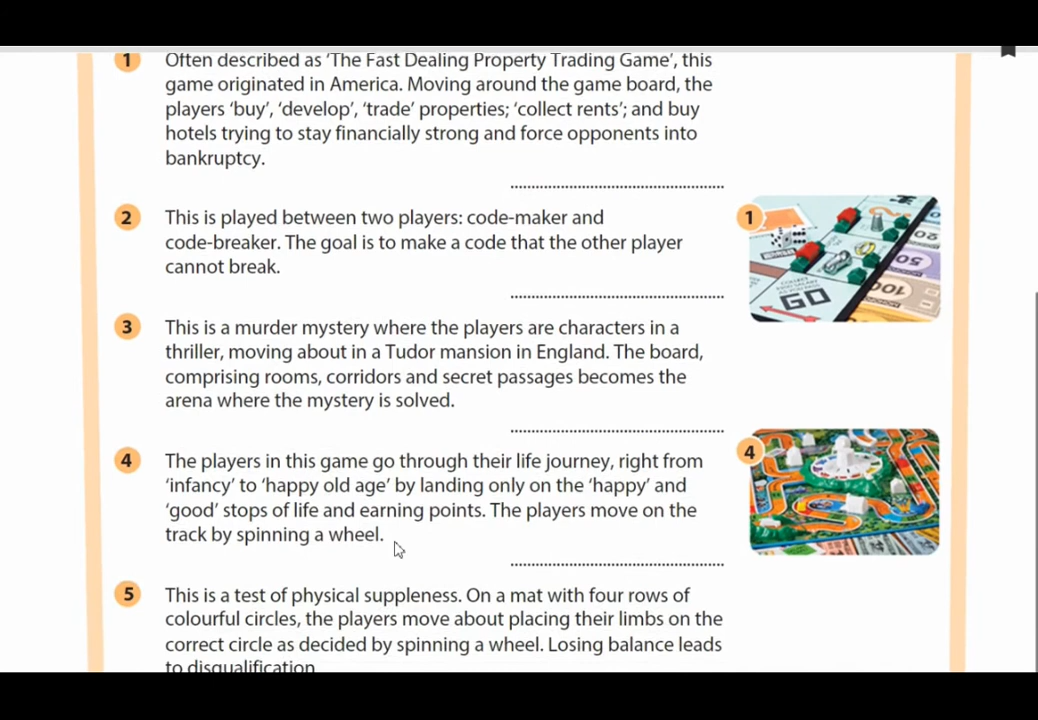 1 Often described as ‘The Fast Dealing Property Trading Game’, this
game originated in America. Moving around the game board, the
players ‘buy’, ‘develop’, ‘trade’ properties; ‘collect rents’; and buy
hotels trying to stay financially strong and force opponents into
bankruptcy.
2 This is played between two players: code-maker and
code-breaker. The goal is to make a code that the other player
cannot break.
1
GO
3 This is a murder mystery where the players are characters in a
thriller, moving about in a Tudor mansion in England. The board,
comprising rooms, corridors and secret passages becomes the
arena where the mystery is solved.
4 The players in this game go through their life journey, right from
‘infancy’ to ‘happy old age’ by landing only on the ‘happy’ and
‘good’ stops of life and earning points. The players move on the
track by spinning a wheel.
4
5 This is a test of physical suppleness. On a mat with four rows of
colourful circles, the players move about placing their limbs on the
correct circle as decided by spinning a wheel. Losing balance leads
to disqualification.